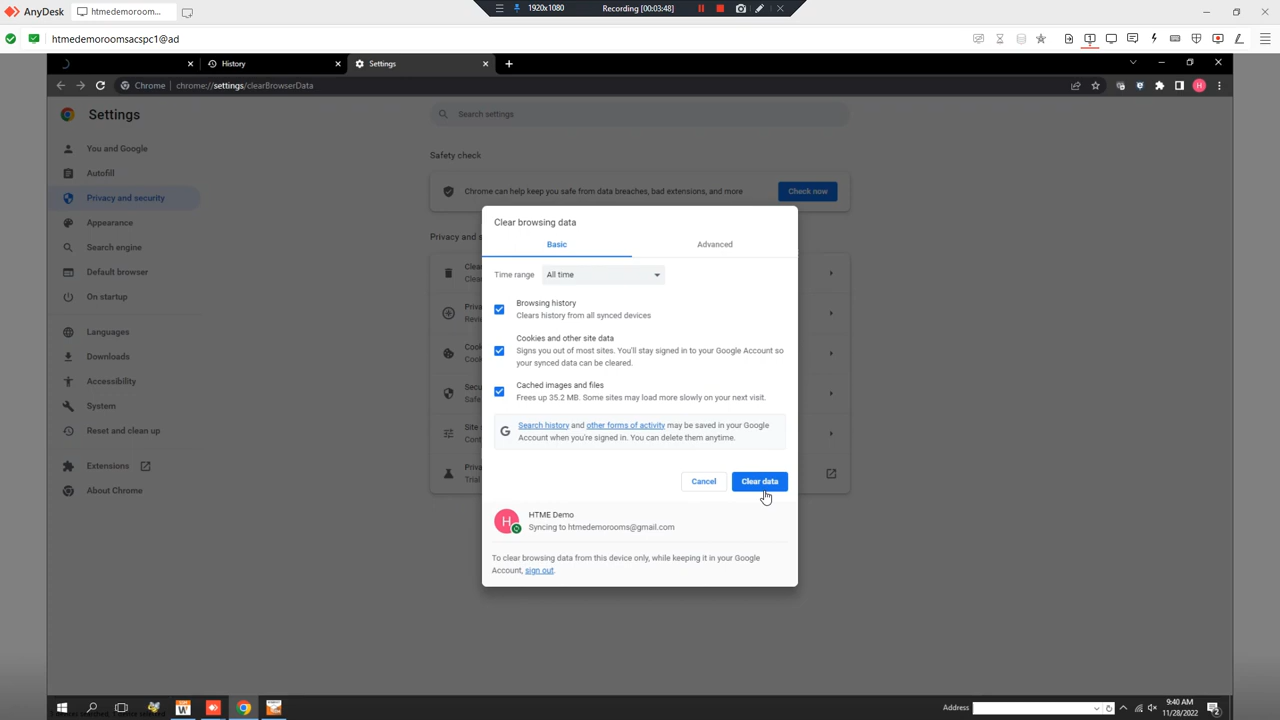 AnyDesk
htmedemoroom...
1920x1080
Recording [00:03:48]
htmedemoroomsacspc1@ad
History
Settings
Chrome
chrome://settings/clearBrowserData
H
Settings
Search settings
You and Google
Autofill
Privacy and security
Appearance
Search engine
Default browser
On startup
Languages
Downloads
Accessibility
System
Reset and clean up
Extensions
About Chrome
Safety check
Chrome can help keep you safe from data breaches, bad extensions, and more
Check now
Privacy and s
Clear browsing data
Basic
Advanced
Time range
All time
Browsing history
Clears history from all synced devices
Cookies and other site data
Signs you out of most sites. You'll stay signed in to your Google Account so
your synced data can be cleared.
Cached images and files
Frees up 35.2 MB. Some sites may load more slowly on your next visit.
G
Search history and other forms of activity may be saved in your Google
Account when you're signed in. You can delete them anytime.
Cancel
Clear data
H
HTME Demo
Syncing to htmedemorooms@gmail.com
To clear browsing data from this device only, while keeping it in your Google
Account, sign out.
Address
9:40 AM
11/28/2022
2